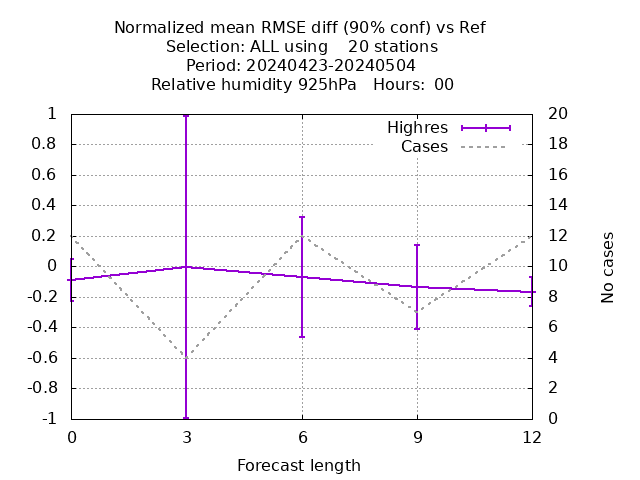 Normalized mean RMSE diff (90% conf) vs Ref
Selection: ALL using    20 stations
Period: 20240423-20240504
Relative humidity 925hPa   Hours:  00
Highres
Cases
1
0.8
0.6
0.4
0.2
0
-0.2
-0.4
-0.6
-0.8
-1
20
18
16
14
12
10
8
6
4
2
0
No cases
0 3 6 9 12
Forecast length